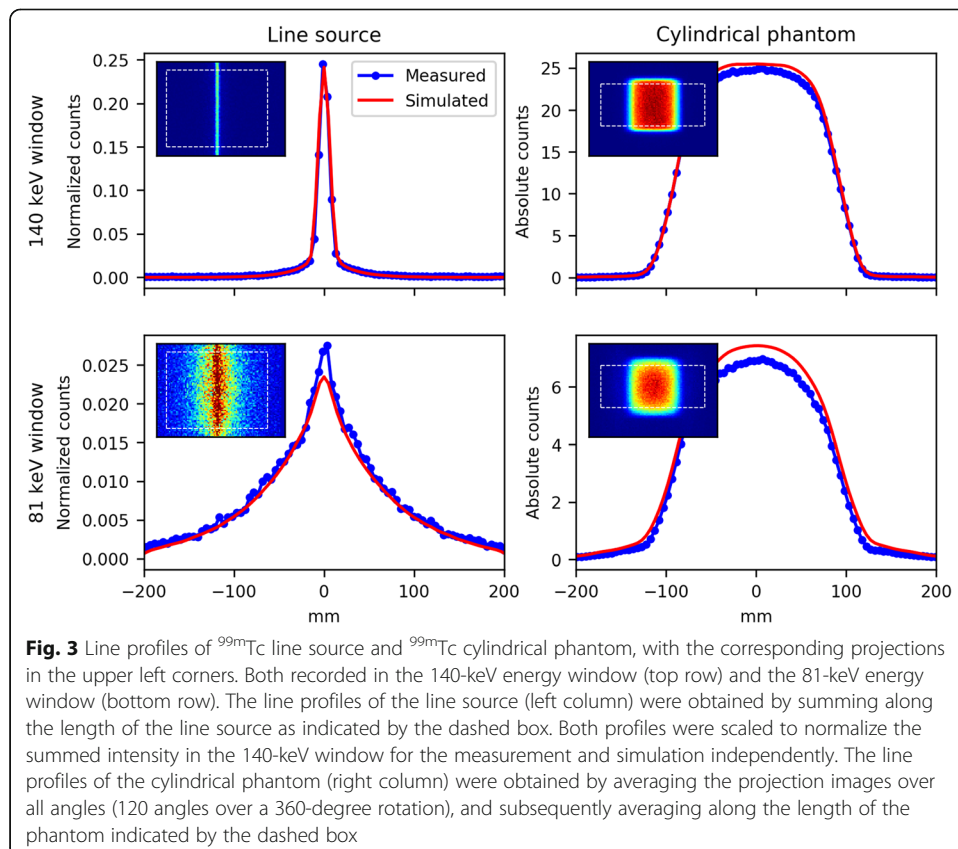 Line source
Cylindrical phantom
140 keV window
Normalized counts
0.25
0.20
0.15
0.10
0.05
0.00
Measured
Simulated
−200
−100
0
100
200
Absolute counts
25
20
15
10
5
0
−200
−100
0
100
200
81 keV window
Normalized counts
0.025
0.020
0.015
0.010
0.005
0.000
−200
−100
0
100
200
mm
Absolute counts
6
4
2
0
−200
−100
0
100
200
mm
Fig. 3 Line profiles of 99mTc line source and 99mTc cylindrical phantom, with the corresponding projections
in the upper left corners. Both recorded in the 140-keV energy window (top row) and the 81-keV energy
window (bottom row). The line profiles of the line source (left column) were obtained by summing along
the length of the line source as indicated by the dashed box. Both profiles were scaled to normalize the
summed intensity in the 140-keV window for the measurement and simulation independently. The line
profiles of the cylindrical phantom (right column) were obtained by averaging the projection images over
all angles (120 angles over a 360-degree rotation), and subsequently averaging along the length of the
phantom indicated by the dashed box